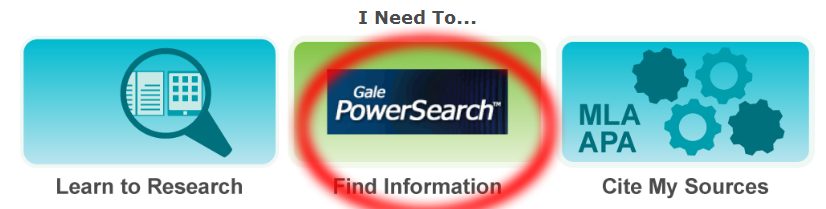 I Need To...
Gale
PowerSearch™
MLA
APA
Learn to Research
Find Information
Cite My Sources